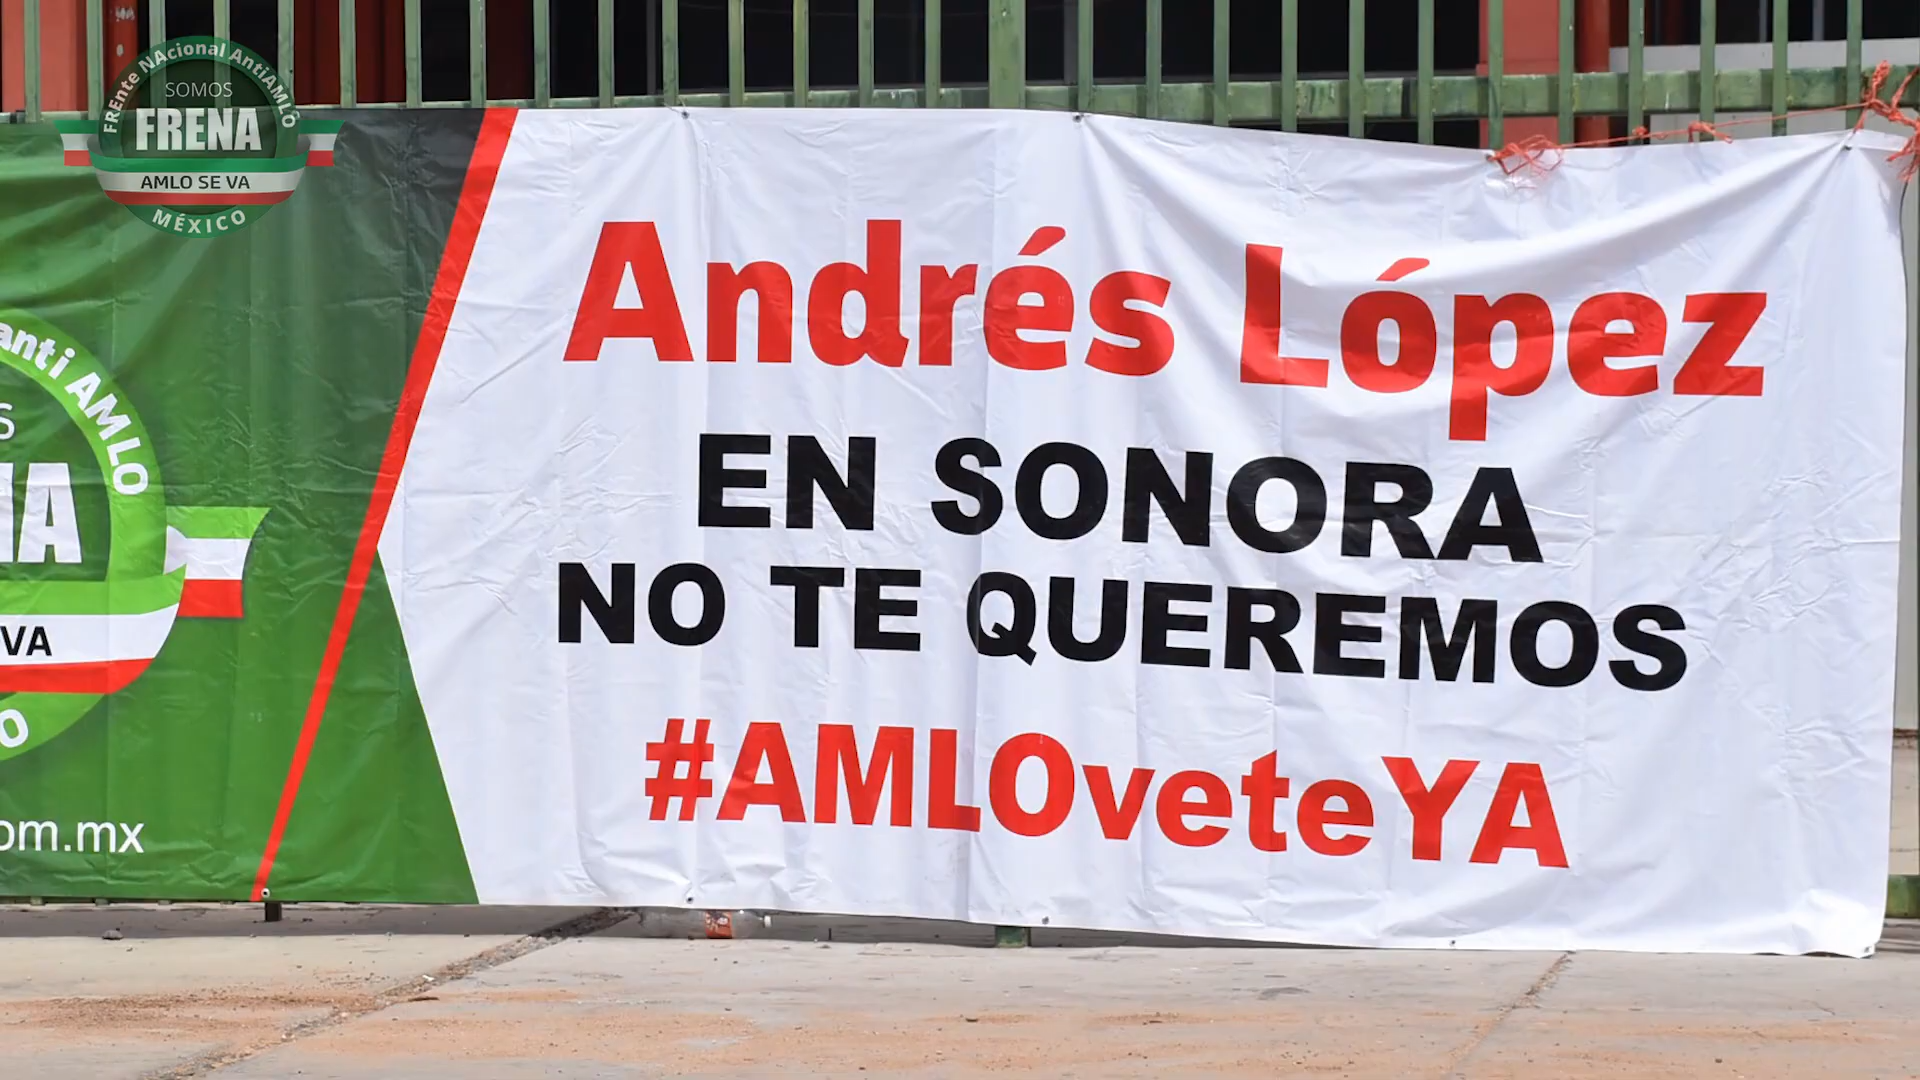 FREnte NAcional AntiAMLO
SOMOS
FRENA
AMLO SE VA
MÉXICO
anti AMLO
VA
om.mx
Andrés López
EN SONORA
NO TE QUEREMOS
#AMLOveteYA